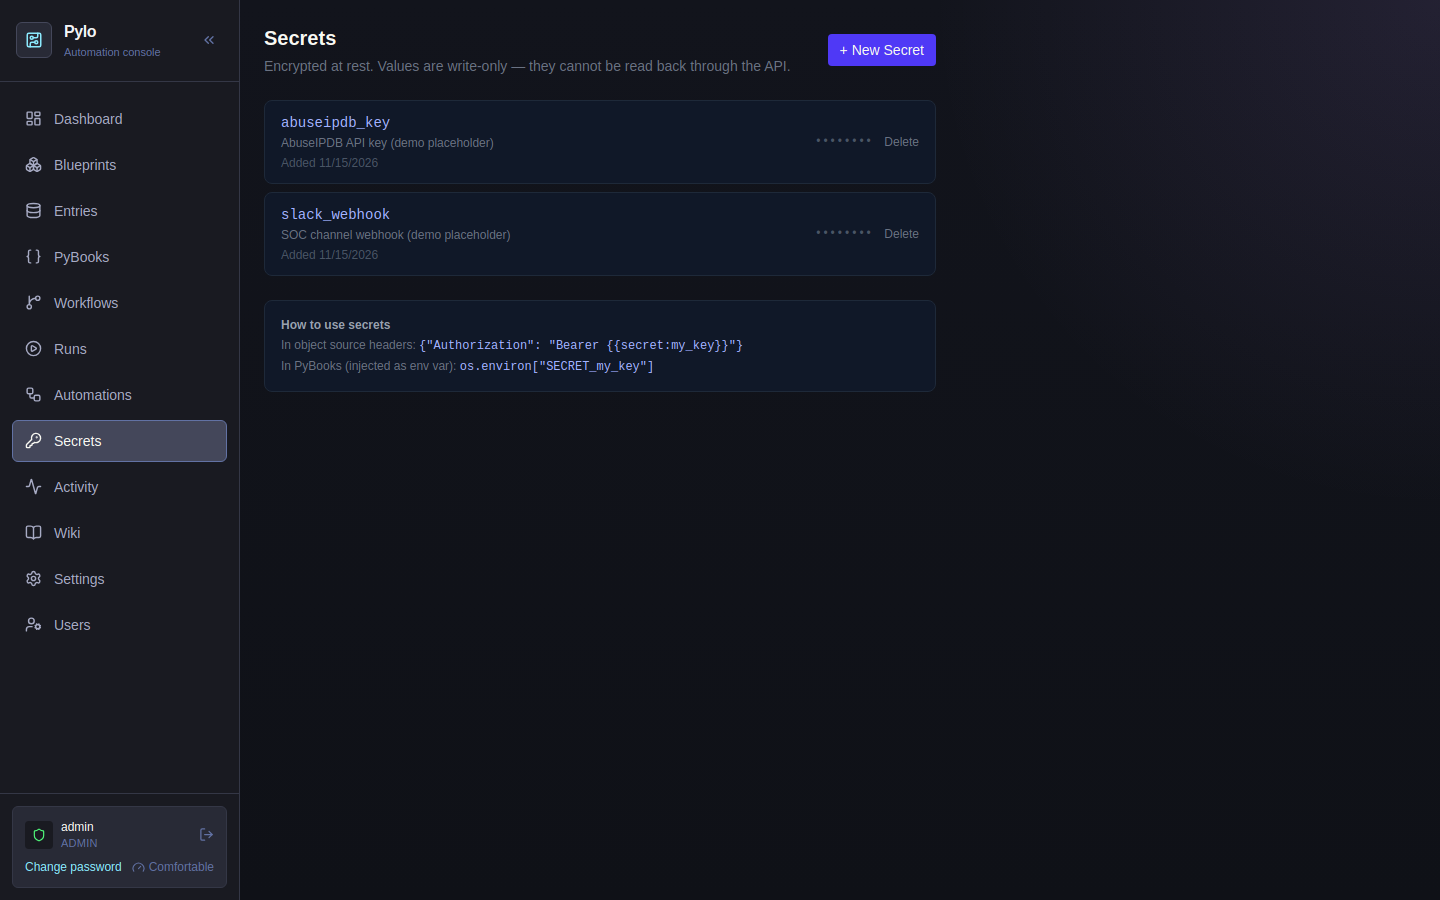 Pylo
Automation console
Dashboard
Blueprints
Entries
PyBooks
Workflows
Runs
Automations
Secrets
Activity
Wiki
Settings
Users
admin
ADMIN
Change password
Comfortable
Secrets
Encrypted at rest. Values are write-only — they cannot be read back through the API.
+ New Secret
abuseipdb_key
AbuseIPDB API key (demo placeholder)
Added 11/15/2026
•••••••• Delete
slack_webhook
SOC channel webhook (demo placeholder)
Added 11/15/2026
•••••••• Delete
How to use secrets
In object source headers: {"Authorization": "Bearer {{secret:my_key}}"}
In PyBooks (injected as env var): os.environ["SECRET_my_key"]